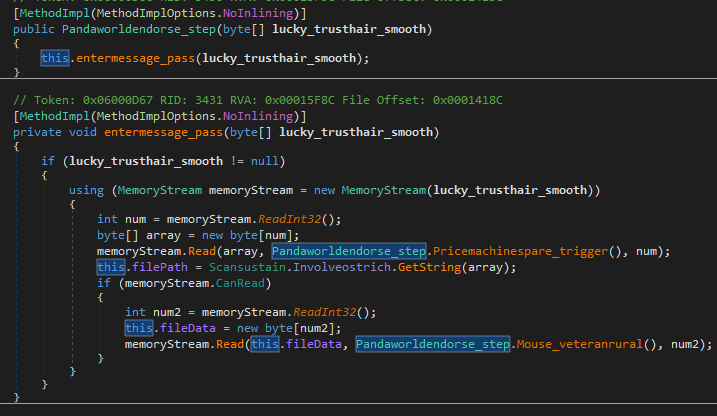 [MethodImpl(MethodImplOptions.NoInlining)]
public Pandaworldendorse_step(byte[] lucky_trusthair_smooth)
{
    this.entermessage_pass(lucky_trusthair_smooth);
}
// Token: 0x06000D67 RID: 3431 RVA: 0x00015F8C File Offset: 0x0001418C
[MethodImpl(MethodImplOptions.NoInlining)]
private void entermessage_pass(byte[] lucky_trusthair_smooth)
{
    if (lucky_trusthair_smooth != null)
    {
        using (MemoryStream memoryStream = new MemoryStream(lucky_trusthair_smooth))
        {
            int num = memoryStream.ReadInt32();
            byte[] array = new byte[num];
            memoryStream.Read(array, Pandaworldendorse_step.Pricemachinespare_trigger(), num);
            this.filePath = Scansustain.Involveostrich.GetString(array);
            if (memoryStream.CanRead)
            {
                int num2 = memoryStream.ReadInt32();
                this.fileData = new byte[num2];
                memoryStream.Read(this.fileData, Pandaworldendorse_step.Mouse_veteranrural(), num2);
            }
        }
    }
}